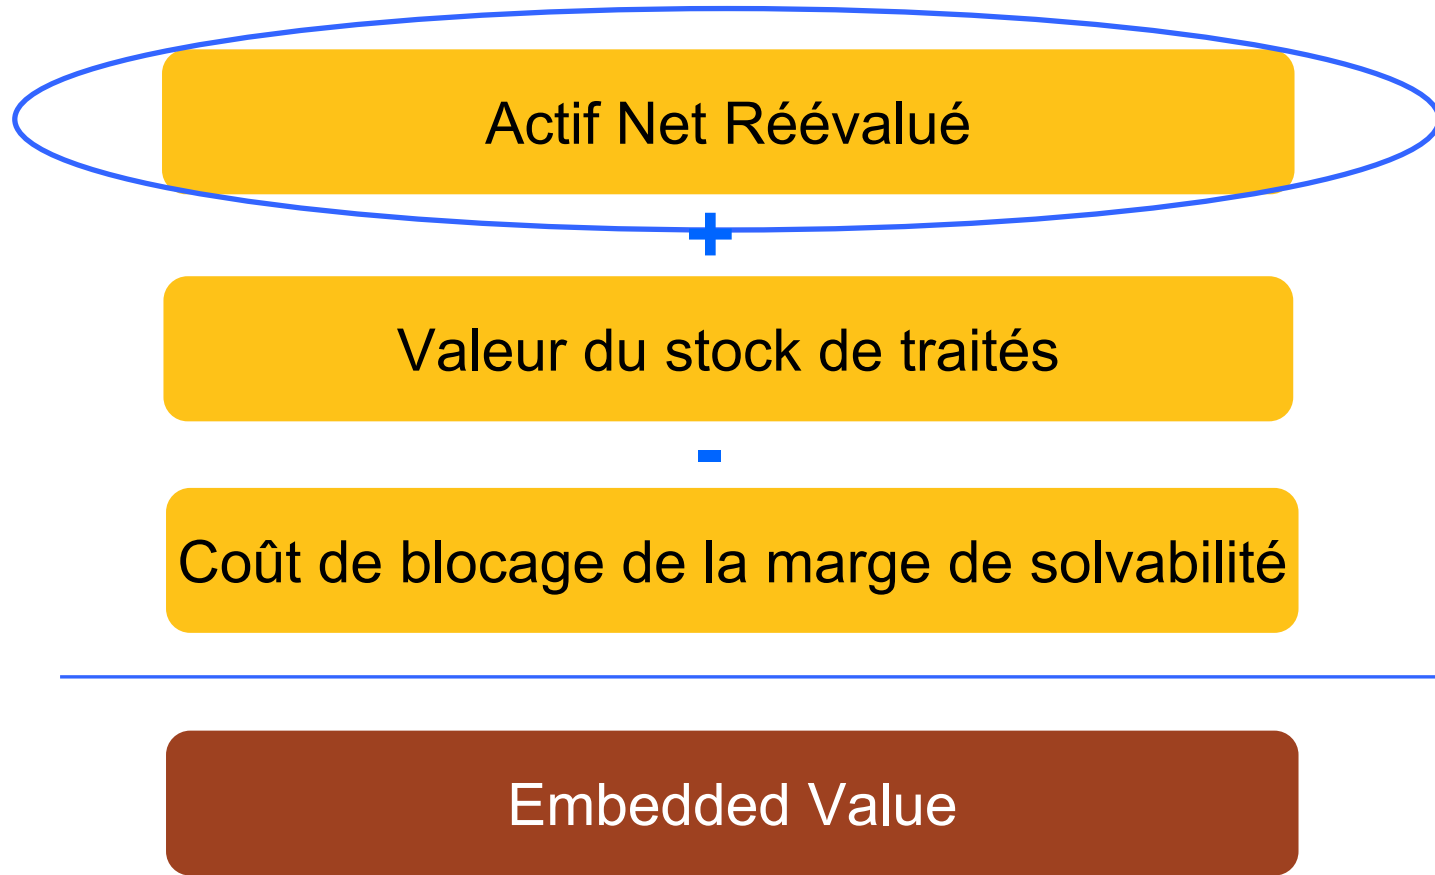 Actif Net Réévalué
+
Valeur du stock de traités
-
Coût de blocage de la marge de solvabilité
Embedded Value